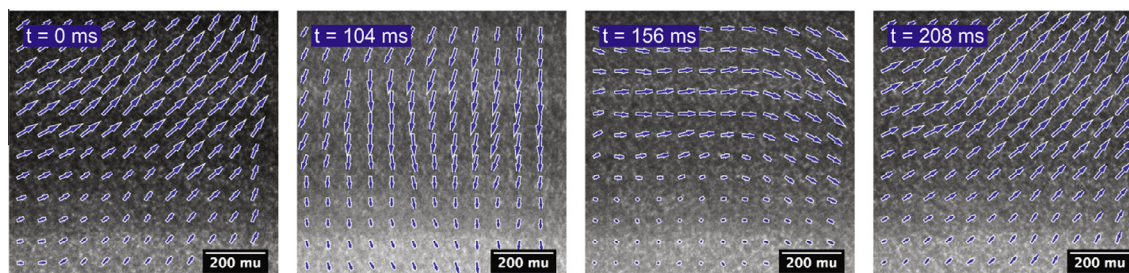 t = 0 ms
t = 104 ms
t = 156 ms
t = 208 ms
200 mu
200 mu
200 mu
200 mu